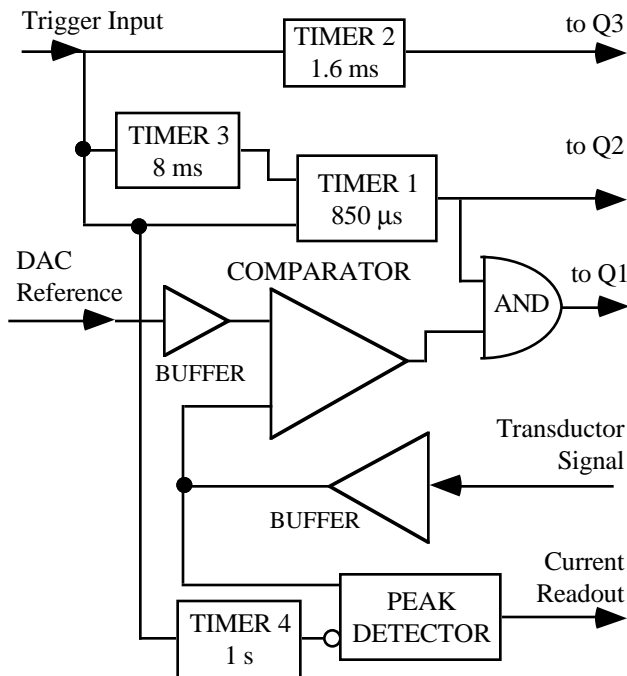 Trigger Input
TIMER 2
1.6 ms
to Q3
TIMER 3
8 ms
TIMER 1
850 µs
to Q2
DAC
Reference
COMPARATOR
to Q1
AND
BUFFER
Transductor
Signal
BUFFER
Current
Readout
PEAK
DETECTOR
TIMER 4
1 s